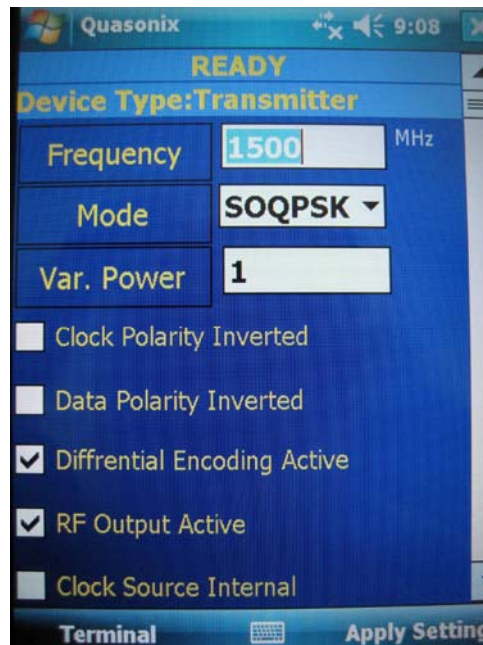 Quasonix 9:08
READY
Device Type:Transmitter
Frequency 1500 MHz
Mode SOQPSK
Var. Power 1
Clock Polarity Inverted
Data Polarity Inverted
Diffrential Encoding Active
RF Output Active
Clock Source Internal
Terminal Apply Setting